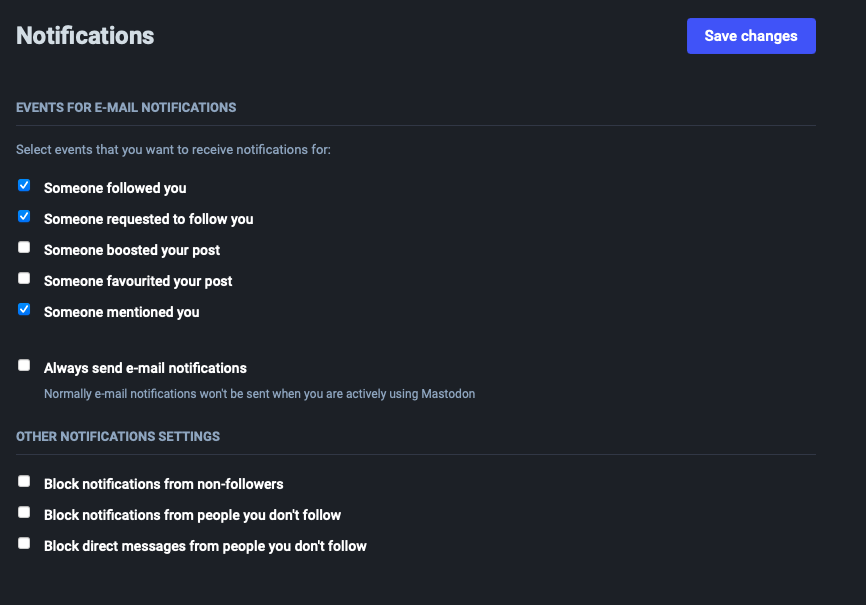 Notifications
Save changes
EVENTS FOR E-MAIL NOTIFICATIONS
Select events that you want to receive notifications for:
Someone followed you
Someone requested to follow you
Someone boosted your post
Someone favourited your post
Someone mentioned you
Always send e-mail notifications
Normally e-mail notifications won't be sent when you are actively using Mastodon
OTHER NOTIFICATIONS SETTINGS
Block notifications from non-followers
Block notifications from people you don't follow
Block direct messages from people you don't follow